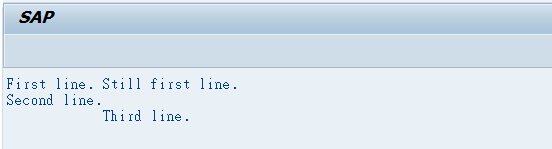 SAP
First line. Still first line.
Second line.
Third line.